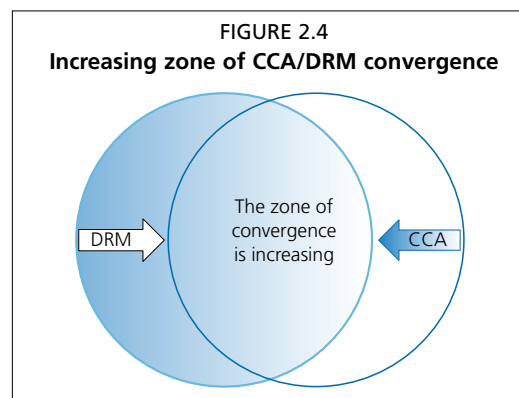 FIGURE 2.4
Increasing zone of CCA/DRM convergence
The zone of
convergence
is increasing
DRM
CCA